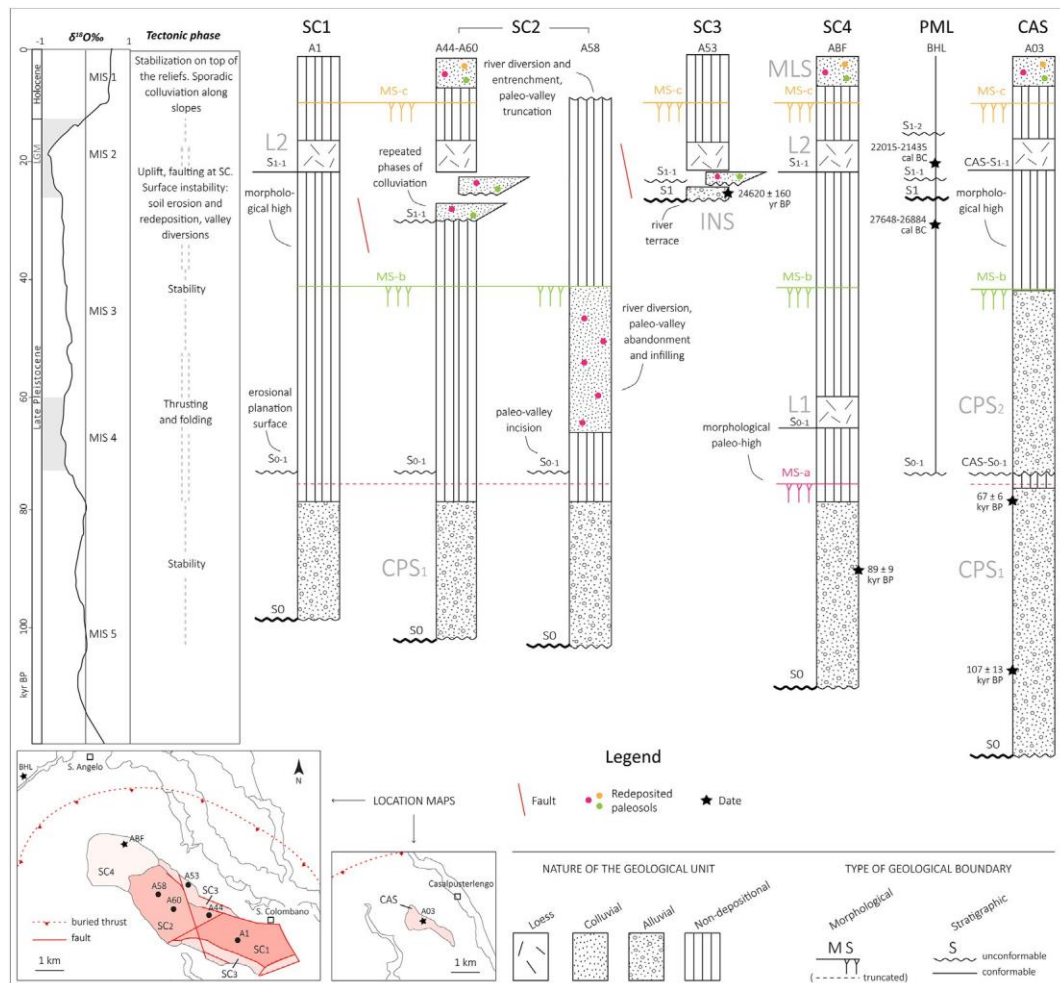 δ¹⁸O‰
-1
1
Tectonic phase
SC1
SC2
SC3
SC4
PML
CAS
A1
A44-A60
A58
A53
ABF
BHL
A03
0
20
40
60
80
100
kyr BP
Holocene
LGM
Late Pleistocene
MIS 1
MIS 2
MIS 3
MIS 4
MIS 5
Stabilization on top
of the reliefs. Sporadic
colluviation along
slopes
Uplift, faulting at SC.
Surface instability:
soil erosion and
redeposition, valley
diversions
Stability
Thrusting
and folding
Stability
L2
S1-1
morpholo-
gical high
erosional
planation
surface
S0-1
S0
MS-c
repeated
phases of
colluviation
S1-1
MS-b
S0-1
CPS1
S0
river diversion and
entrenchment,
paleo-valley
truncation
river diversion,
paleo-valley
abandonment
and infilling
paleo-valley
incision
S0-1
S0
MS-c
L2
S1-1
S1
24620 ± 160
yr BP
river
terrace
INS
MLS
MS-c
L2
S1-1
MS-b
L1
S0-1
morphological
paleo-high
MS-a
89 ± 9
kyr BP
S0
S1-2
22015-21435
cal BC
S1-1
S1
27648-26884
cal BC
S0-1
MS-c
CAS-S1-1
morpholo-
gical high
MS-b
CPS2
CAS-S0-1
67 ± 6
kyr BP
CPS1
107 ± 13
kyr BP
S0
BHL
S. Angelo
N
ABF
SC4
A53
A58
SC3
A60
A44
S. Colombano
SC2
A1
SC1
SC3
buried thrust
fault
1 km
LOCATION MAPS
Casalpusterlengo
CAS
A03
1 km
Legend
Fault
Redeposited
paleosols
Date
NATURE OF THE GEOLOGICAL UNIT
Loess
Colluvial
Alluvial
Non-depositional
TYPE OF GEOLOGICAL BOUNDARY
Morphological
Stratigraphic
M S
(----- truncated)
S
unconformable
conformable